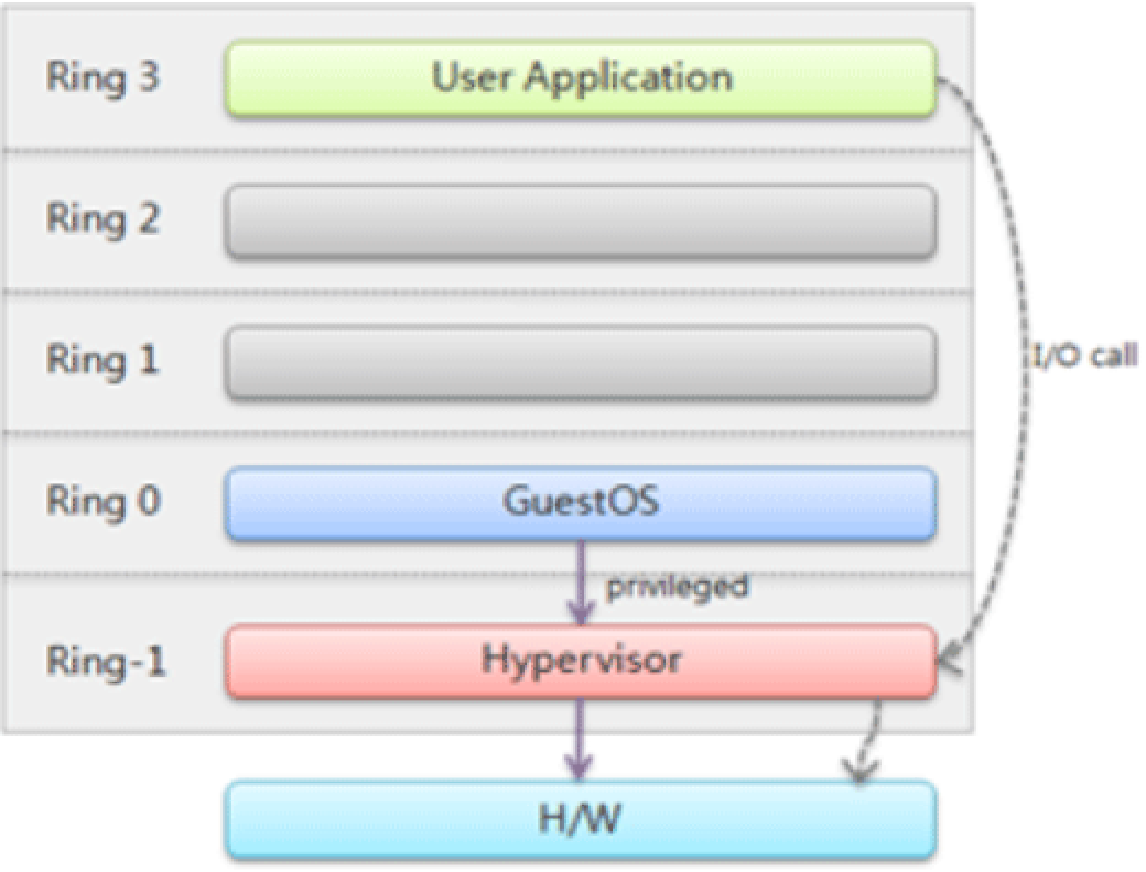 Ring 3
User Application
Ring 2
Ring 1
I/O call
Ring 0
GuestOS
privileged
Ring-1
Hypervisor
H/W